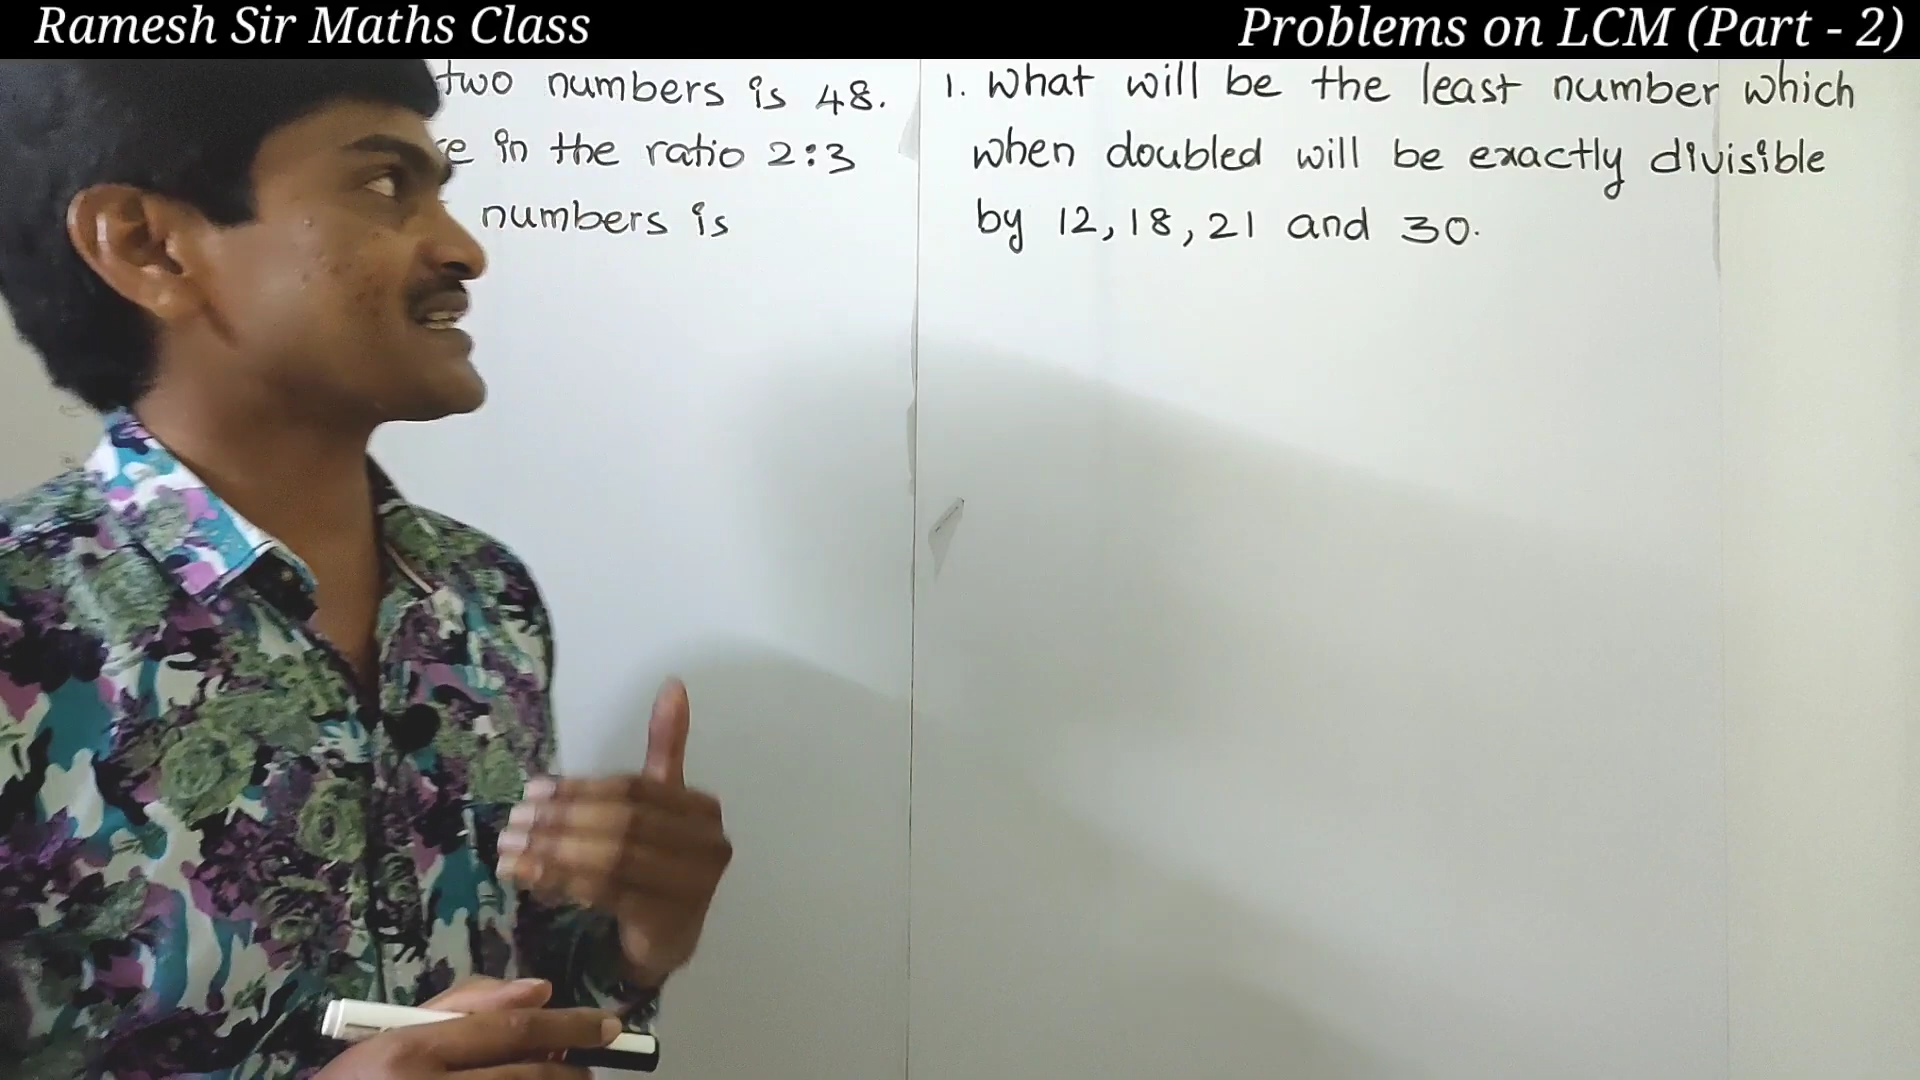 Ramesh Sir Maths Class
Problems on LCM (Part - 2)
two numbers is 48.
in the ratio 2:3
numbers is
1. What will be the least number which
when doubled will be exactly divisible
by 12, 18, 21 and 30.